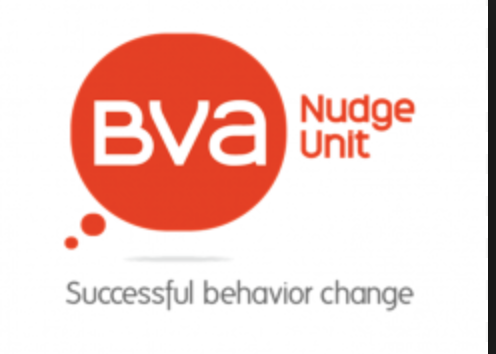 BVa
Nudge
Unit
Successful behavior change